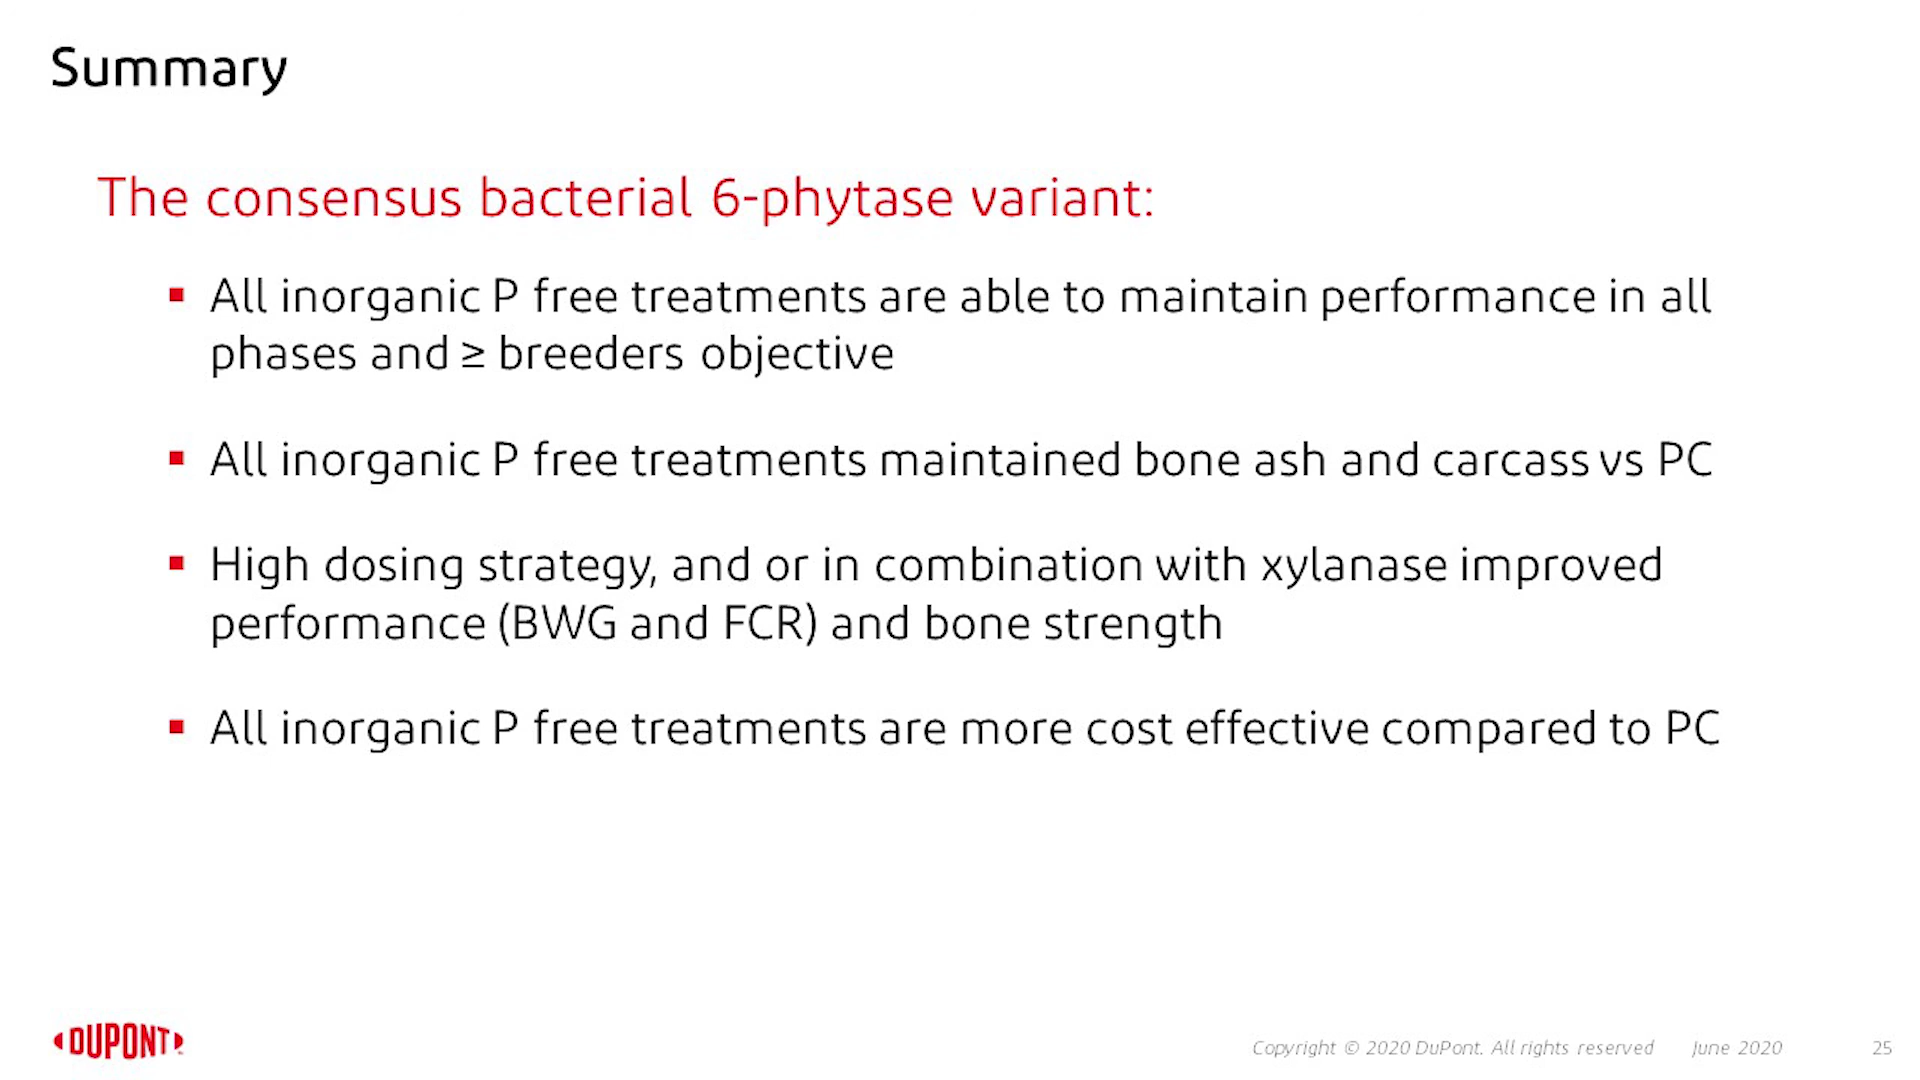 Summary
The consensus bacterial 6-phytase variant:
▪ All inorganic P free treatments are able to maintain performance in all
phases and ≥ breeders objective
▪ All inorganic P free treatments maintained bone ash and carcass vs PC
▪ High dosing strategy, and or in combination with xylanase improved
performance (BWG and FCR) and bone strength
▪ All inorganic P free treatments are more cost effective compared to PC
DUPONT
Copyright © 2020 DuPont. All rights reserved June 2020 25